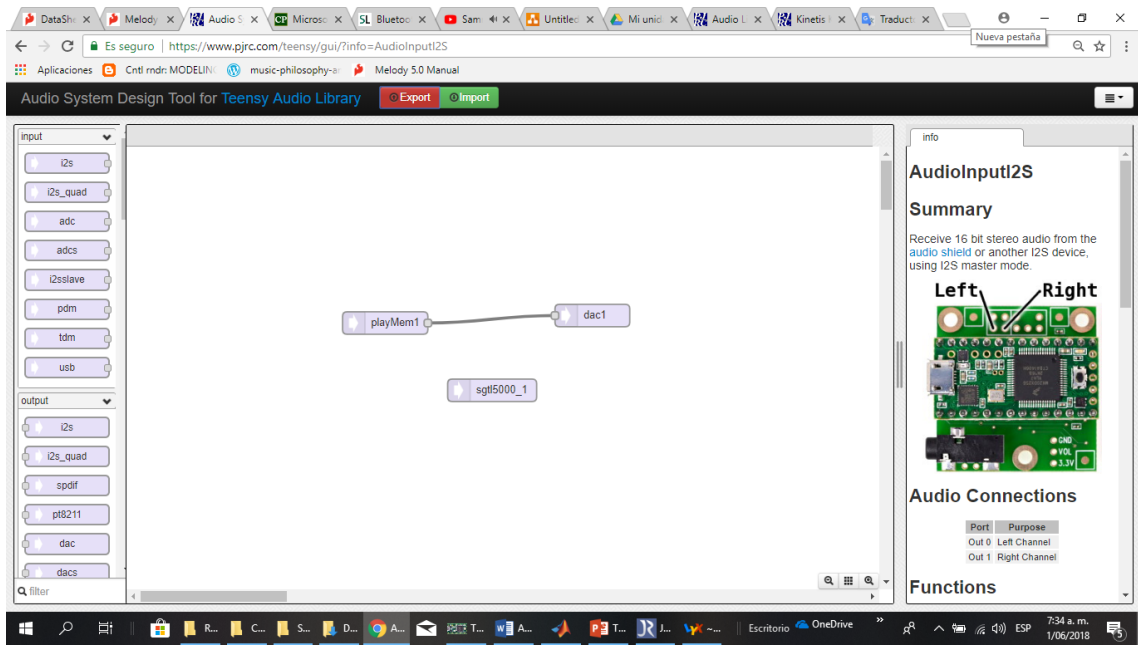 DataShe
Melody
Audio S
Microso
Bluetoo
Sam
Untitled
Mi unid
Audio L
Kinetis
Traduct
Nueva pestaña
Es seguro
https://www.pjrc.com/teensy/gui/?info=AudioInputI2S
Aplicaciones
Cntl rndr: MODELIN
music-philosophy-a
Melody 5.0 Manual
Audio System Design Tool for Teensy Audio Library
Export
Import
input
i2s
i2s_quad
adc
adcs
i2sslave
pdm
tdm
usb
output
i2s
i2s_quad
spdif
pt8211
dac
dacs
filter
playMem1
dac1
sgtl5000_1
info
AudioInputI2S
Summary
Receive 16 bit stereo audio from the
audio shield or another I2S device,
using I2S master mode.
Left
Right
GND
VOL
3.3V
Audio Connections
Port Purpose
Out 0 Left Channel
Out 1 Right Channel
Functions
R...
C...
S...
D...
A...
T...
A...
T...
J...
~...
Escritorio
OneDrive
ESP
7:34 a. m.
1/06/2018
5